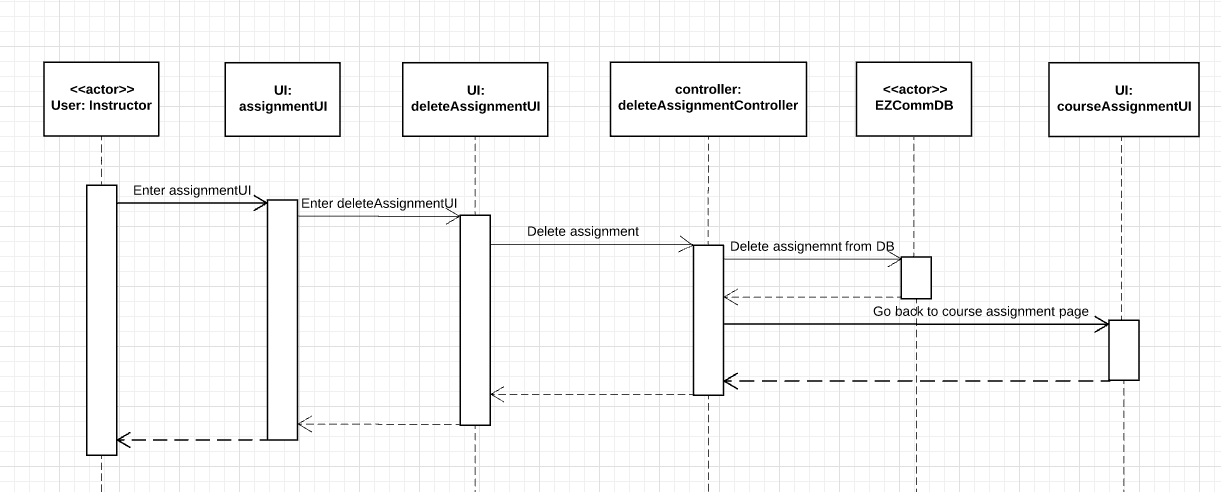 <<actor>>
User: Instructor
UI:
assignmentUI
UI:
deleteAssignmentUI
controller:
deleteAssignmentController
<<actor>>
EZCommDB
UI:
courseAssignmentUI
Enter assignmentUI
Enter deleteAssignmentUI
Delete assignment
Delete assignemnt from DB
Go back to course assignment page